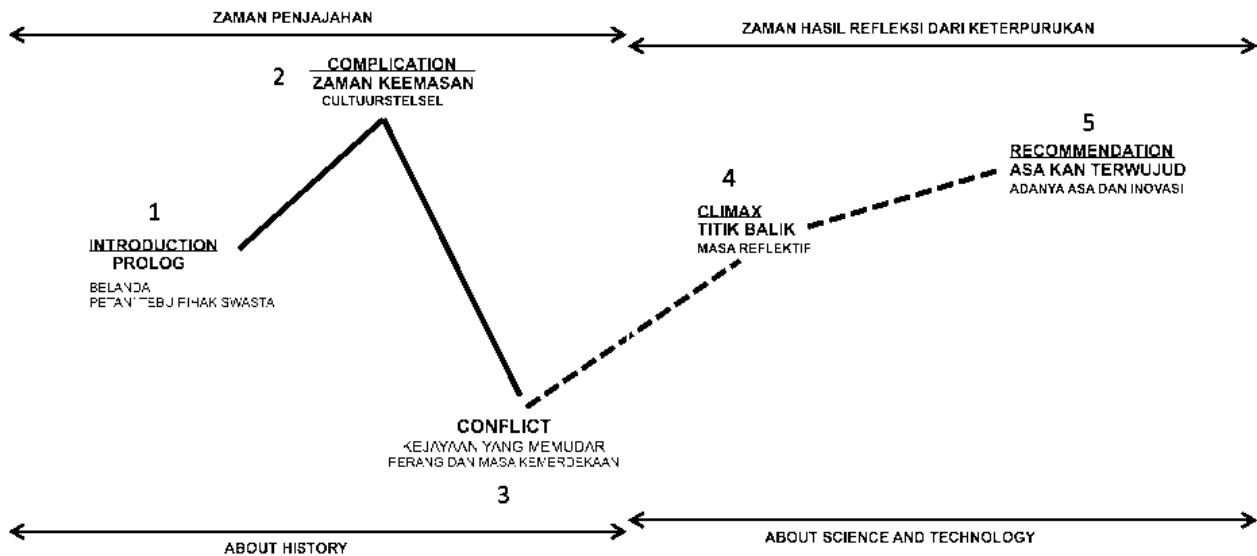 ZAMAN PENJAJAHAN
ZAMAN HASIL REFLEKSI DARI KETERPURUKAN
2
COMPLICATION
ZAMAN KEEMASAN
CULTUURSTELSEL
5
RECOMMENDATION
ASA KAN TERWUJUD
ADANYA ASA DAN INOVASI
4
CLIMAX
TITIK BALIK
MASA REFLEKTIF
1
INTRODUCTION
PROLOG
BELANDA
PETANI TEBU PIHAK SWASTA
CONFLICT
KEJAYAAN YANG MEMUDAR
PERANG DAN MASA KEMERDEKAAN
3
ABOUT HISTORY
ABOUT SCIENCE AND TECHNOLOGY